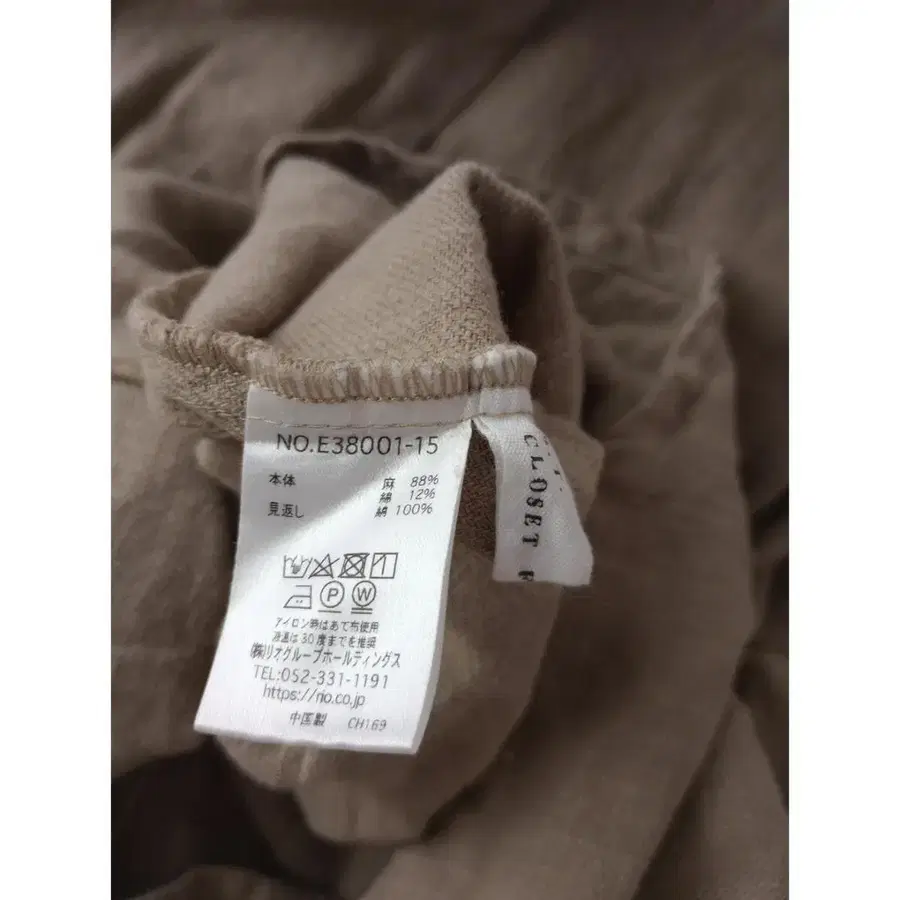 NO.E38001-15
本体 麻 88%
綿 12%
見返し 綿 100%
P W
アイロン時はあて布使用
液温は30度までを推奨
(株)リオグループホールディングス
TEL:052-331-1191
https://rio.co.jp
中国製 CH169
CLOSET